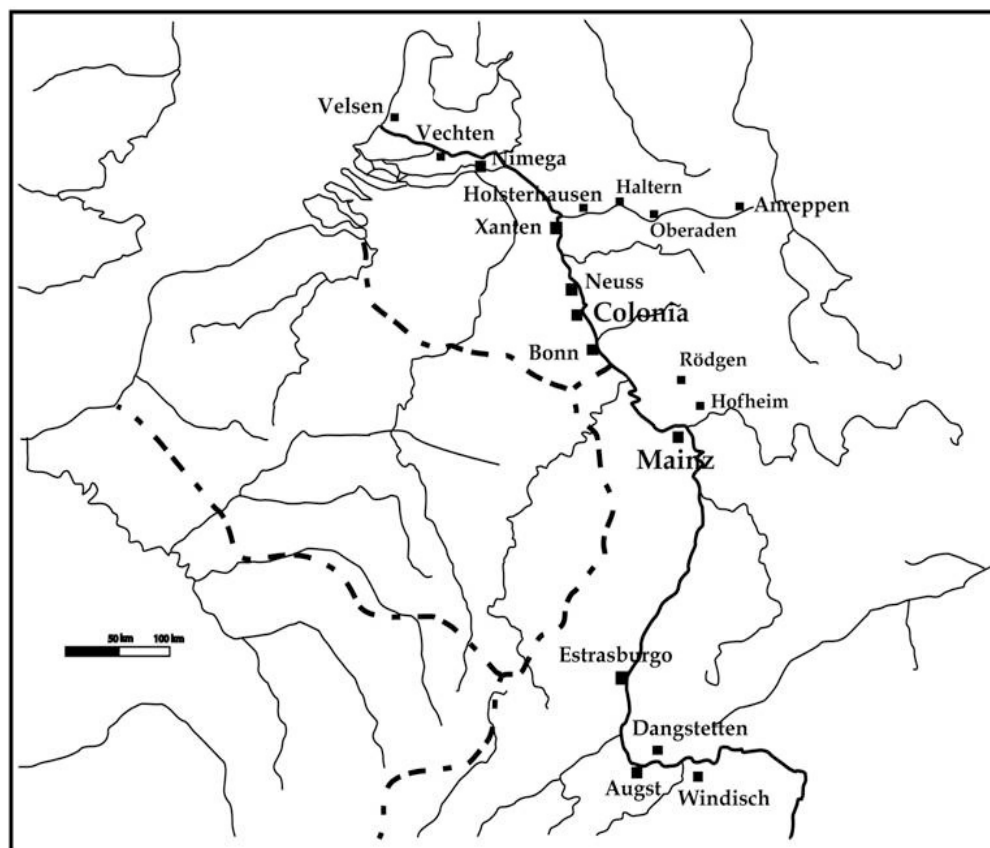 Velsen
Vechten
Nimega
Holsterhausen
Haltern
Anreppen
Oberaden
Xanten
Neuss
Colonia
Bonn
Rödgen
Hofheim
Mainz
50 km
100 km
Estrasburgo
Dangstetten
Augst
Windisch